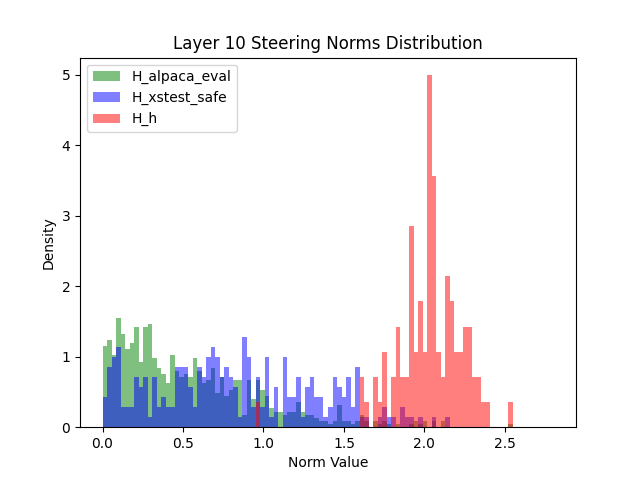 Layer 10 Steering Norms Distribution
H_alpaca_eval
H_xstest_safe
H_h
5
4
3
2
1
0
Density
0.0 0.5 1.0 1.5 2.0 2.5
Norm Value